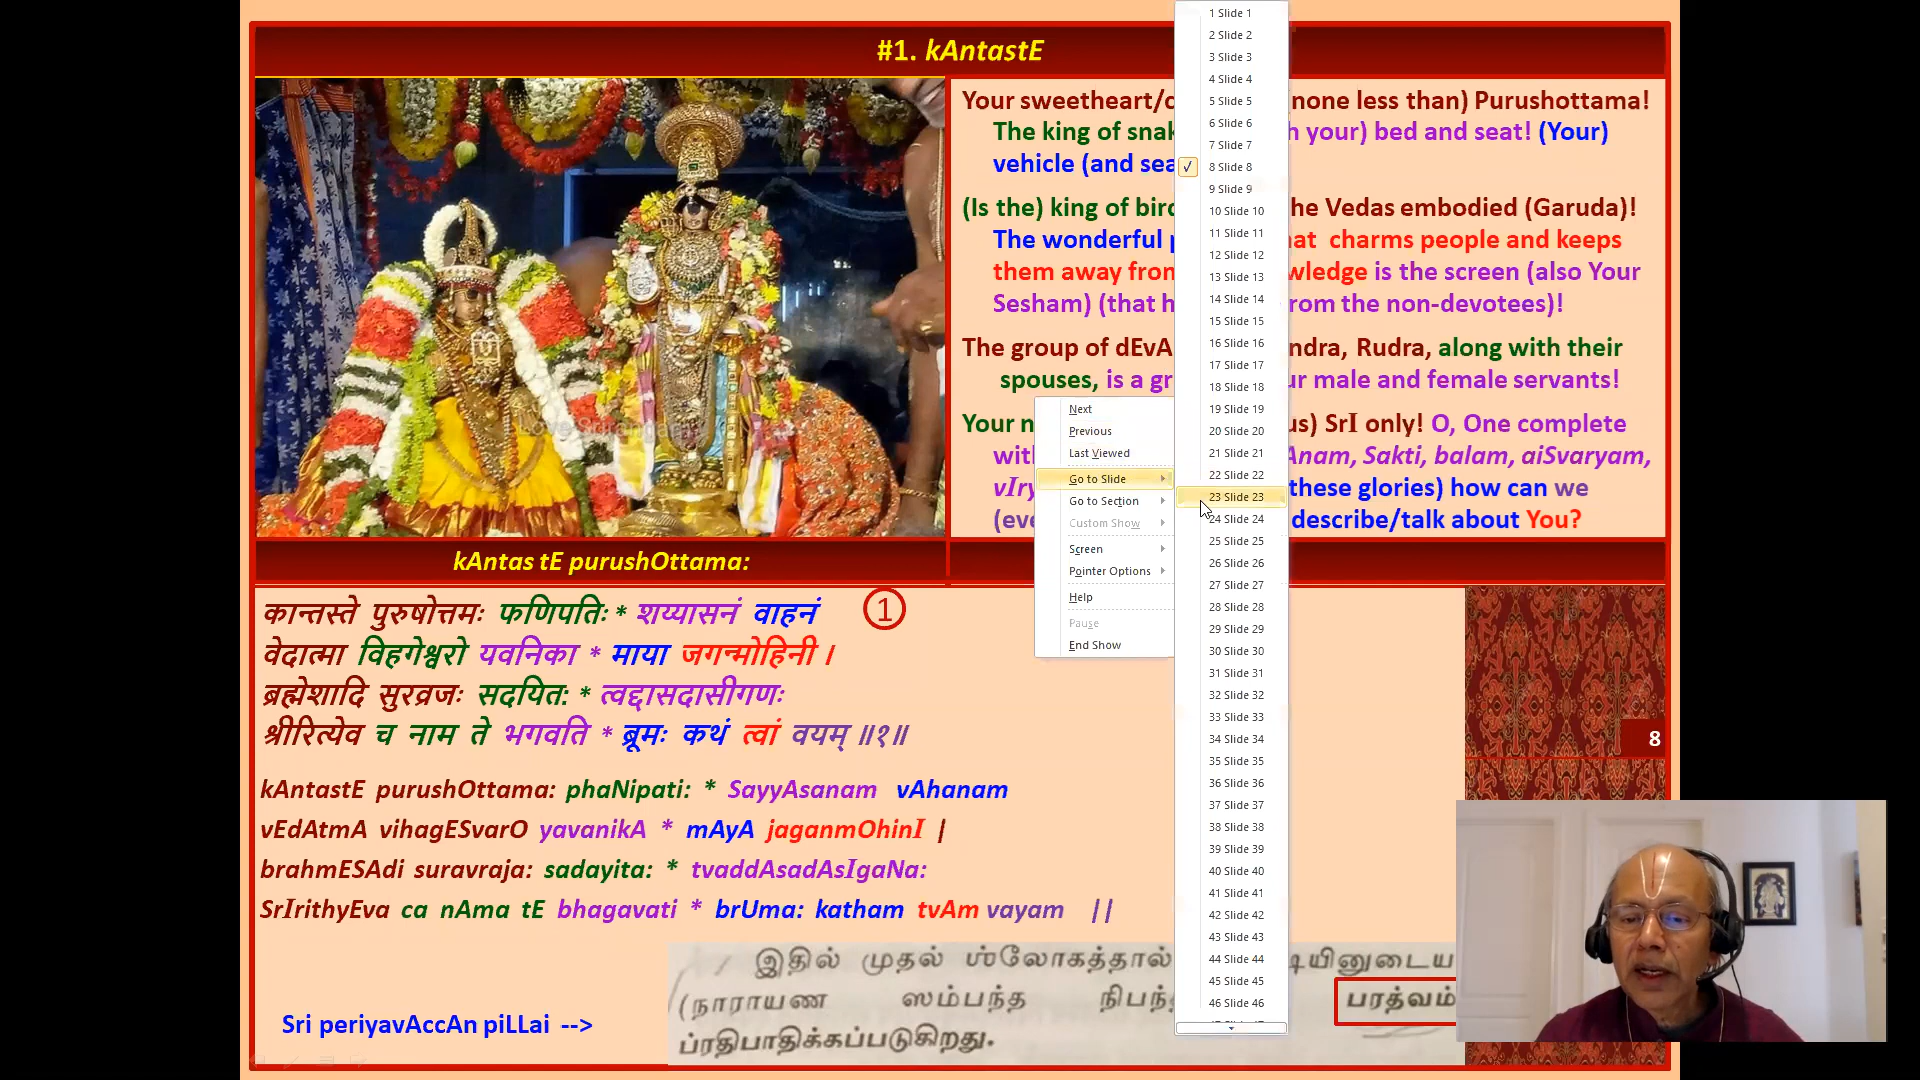 #1. kAntastE
Your sweetheart/c none less than) Purushottama!
The king of snak h your) bed and seat! (Your)
vehicle (and sea
(Is the) king of bird he Vedas embodied (Garuda)!
The wonderful p hat charms people and keeps
them away from wledge is the screen (also Your
Sesham) (that h rom the non-devotees)!
The group of dEvA ndra, Rudra, along with their
spouses, is a gr ur male and female servants!
Your n us) SrI only! O, One complete
with Anam, Sakti, balam, aiSvaryam,
vIry these glories) how can we
(eve describe/talk about You?
1 Slide 1
2 Slide 2
3 Slide 3
4 Slide 4
5 Slide 5
6 Slide 6
7 Slide 7
√ 8 Slide 8
9 Slide 9
10 Slide 10
11 Slide 11
12 Slide 12
13 Slide 13
14 Slide 14
15 Slide 15
16 Slide 16
17 Slide 17
18 Slide 18
19 Slide 19
20 Slide 20
21 Slide 21
22 Slide 22
23 Slide 23
24 Slide 24
25 Slide 25
26 Slide 26
27 Slide 27
28 Slide 28
29 Slide 29
30 Slide 30
31 Slide 31
32 Slide 32
33 Slide 33
34 Slide 34
35 Slide 35
36 Slide 36
37 Slide 37
38 Slide 38
39 Slide 39
40 Slide 40
41 Slide 41
42 Slide 42
43 Slide 43
44 Slide 44
45 Slide 45
46 Slide 46
Next
Previous
Last Viewed
Go to Slide
Go to Section
Custom Show
Screen
Pointer Options
Help
Pause
End Show
kAntas tE purushOttama:
कान्तस्ते पुरुषोत्तमः फणिपतिः * शय्यासनं वाहनं 1
वेदात्मा विहगेश्वरो यवनिका * माया जगन्मोहिनी ।
ब्रह्मेशादि सुरव्रजः सदयितः * त्वद्दासदासीगणः
श्रीरित्येव च नाम ते भगवति * ब्रूमः कथं त्वां वयम् ॥१॥
8
kAntastE purushOttama: phaNipati: * SayyAsanam vAhanam
vEdAtmA vihagESvarO yavanikA * mAyA jaganmOhinI |
brahmESAdi suravraja: sadayita: * tvaddAsadAsIgaNa:
SrIrithyEva ca nAma tE bhagavati * brUma: katham tvAm vayam ||
இதில் முதல் ஶ்லோகத்தால் டியினுடைய
(நாராயண ஸம்பந்த நிபந் பரத்வம்
ப்ரதிபாதிக்கப்படுகிறது.
Sri periyavAccAn piLLai -->